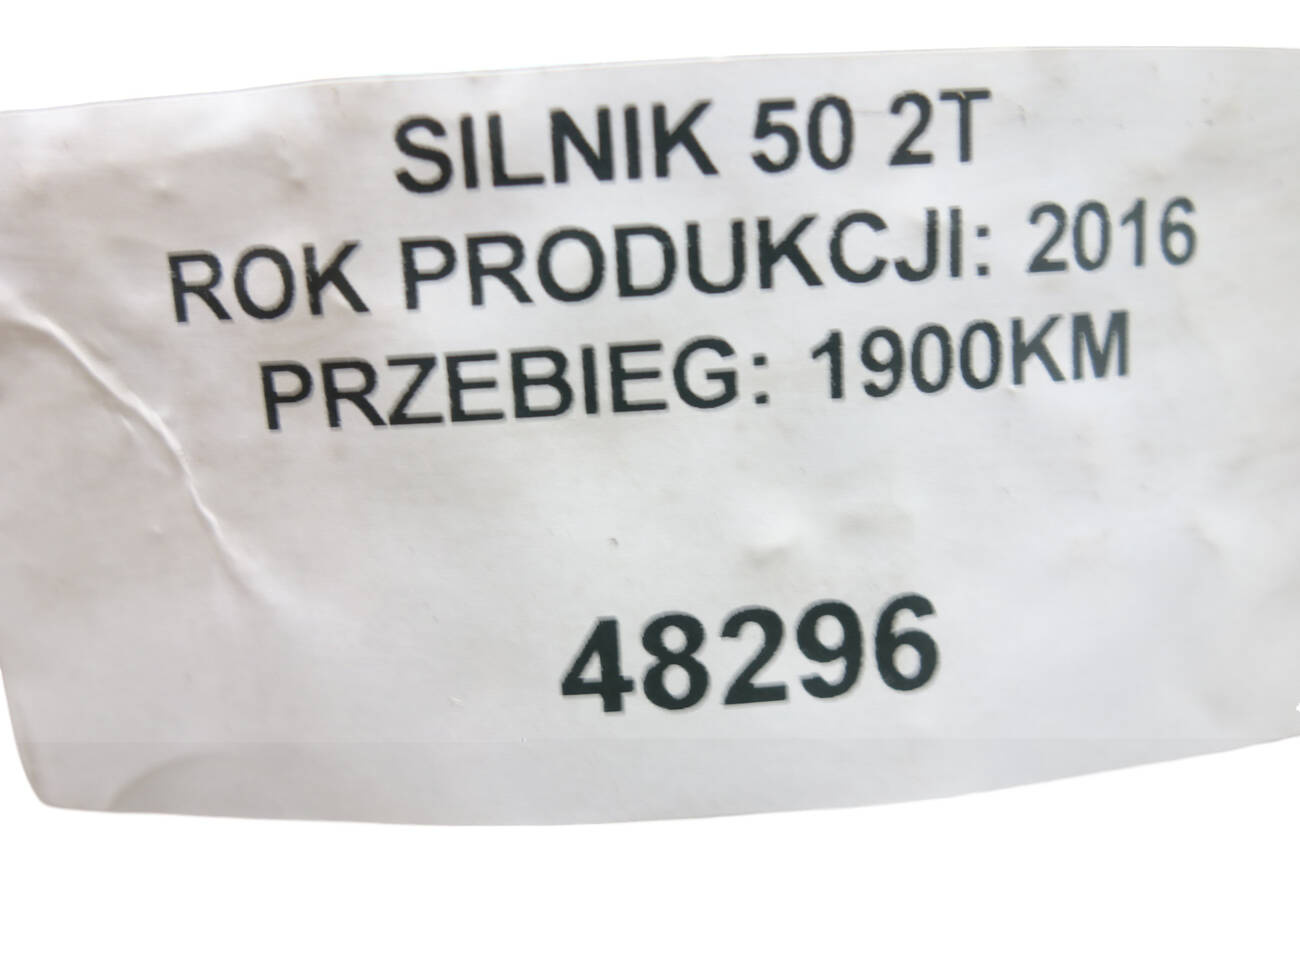 SILNIK 50 2T
ROK PRODUKCJI: 2016
PRZEBIEG: 1900KM
48296